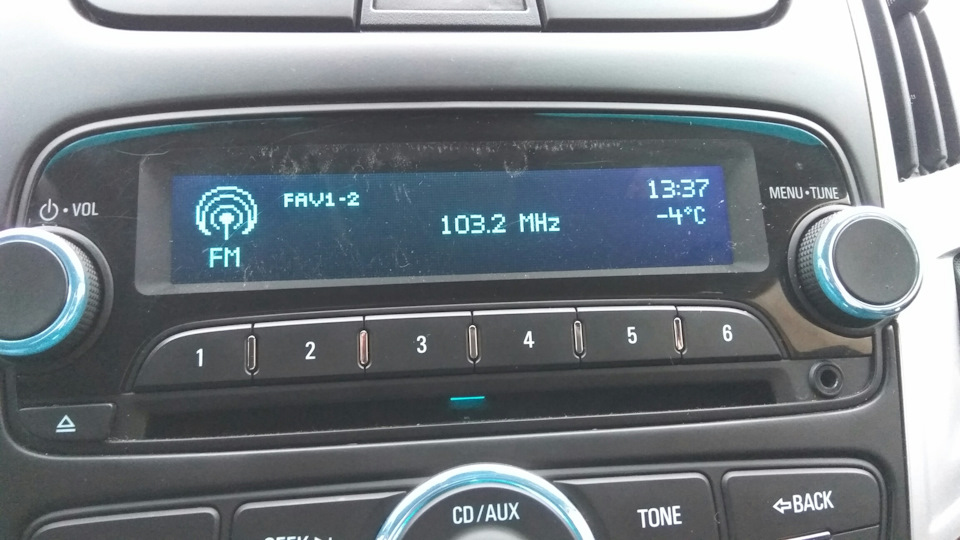 FAV1-2
13:37
103.2 MHz
-4°C
FM
VOL
MENU•TUNE
1 2 3 4 5 6
CD/AUX
TONE
BACK